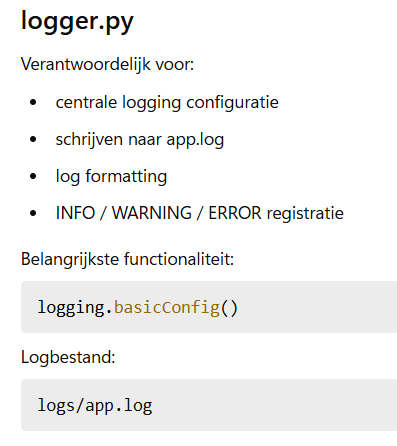 logger.py
Verantwoordelijk voor:
• centrale logging configuratie
• schrijven naar app.log
• log formatting
• INFO / WARNING / ERROR registratie
Belangrijkste functionaliteit:
logging.basicConfig()
Logbestand:
logs/app.log